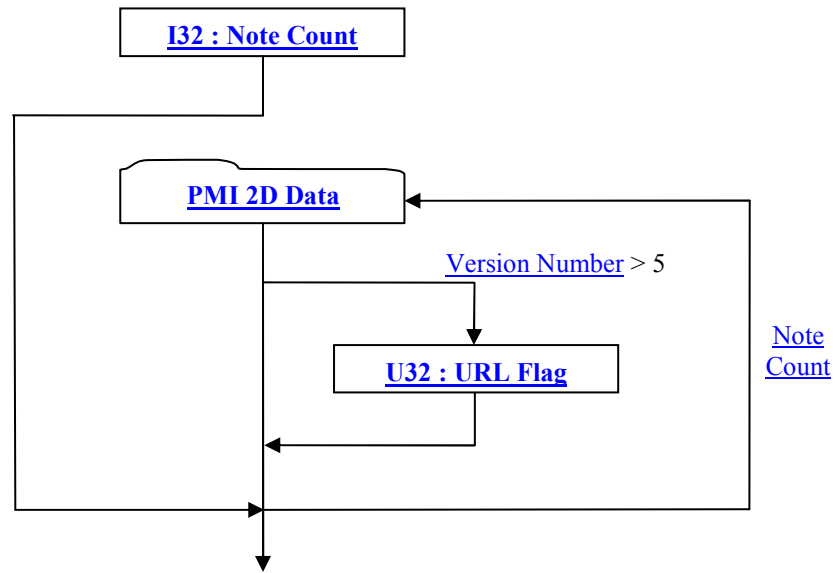 I32 : Note Count
PMI 2D Data
Version Number > 5
U32 : URL Flag
Note
Count